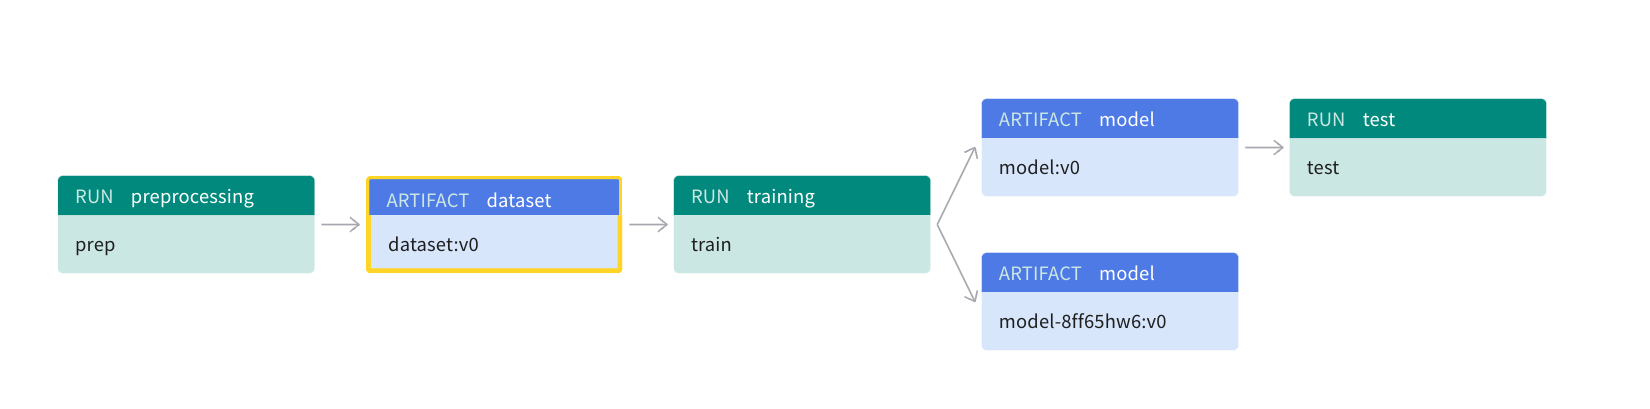 RUN preprocessing
prep
ARTIFACT dataset
dataset:v0
RUN training
train
ARTIFACT model
model:v0
ARTIFACT model
model-8ff65hw6:v0
RUN test
test